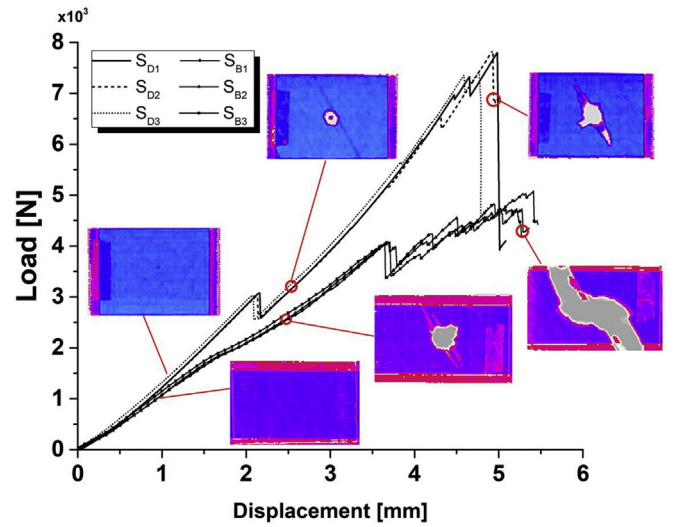 x10³
8
7
6
5
4
3
2
1
0
Load [N]
S_D1 S_B1
S_D2 S_B2
S_D3 S_B3
0 1 2 3 4 5 6
Displacement [mm]